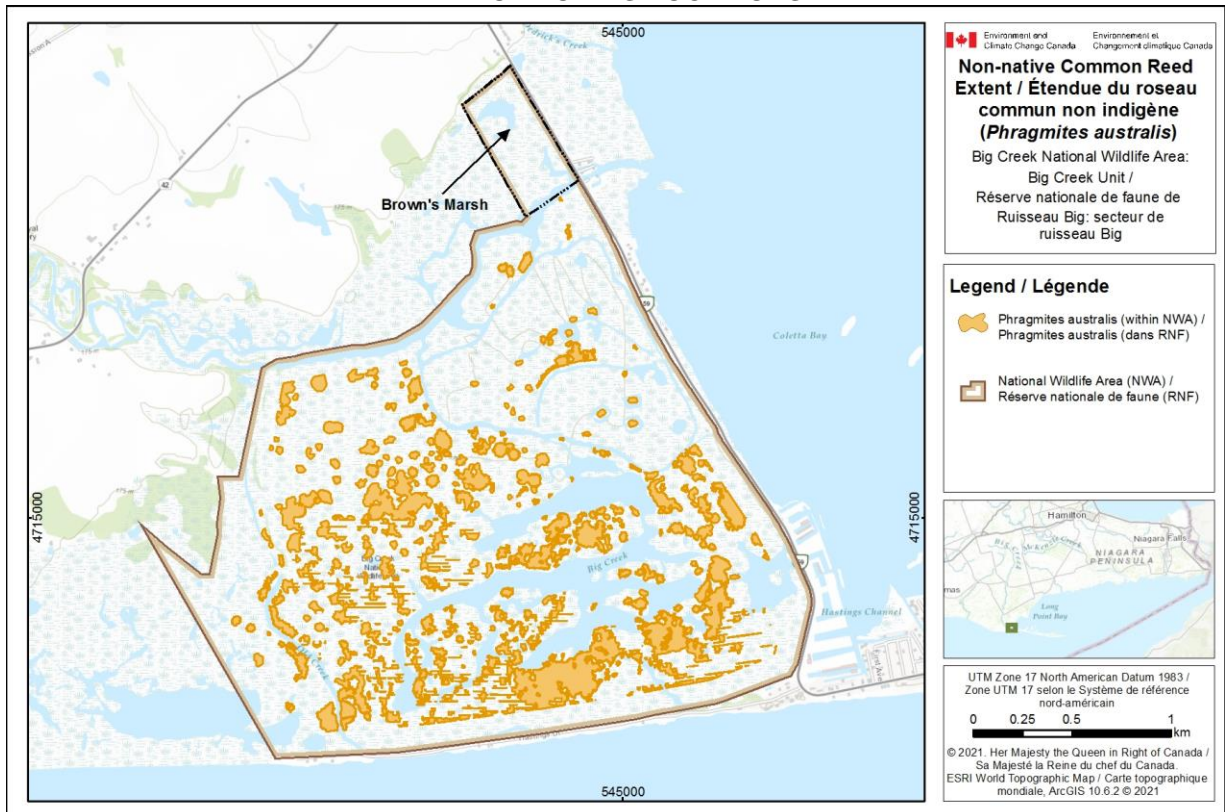 545000
Non-native Common Reed
Extent / Étendue du roseau
commun non indigène
(Phragmites australis)
Environment and
Climate Change Canada
Environnement et
Changement climatique Canada
Big Creek National Wildlife Area:
Big Creek Unit /
Réserve nationale de faune de
Ruisseau Big: secteur de
ruisseau Big
Legend / Légende
Phragmites australis (within NWA) /
Phragmites australis (dans RNF)
National Wildlife Area (NWA) /
Réserve nationale de faune (RNF)
Brown's Marsh
42
175 m
175 m
175 m
59
59
Coletta Bay
4715000
4715000
Big Creek
Hastings Channel
545000
Hamilton
Niagara Falls
NIAGARA
PENINSULA
Long
Point Bay
UTM Zone 17 North American Datum 1983 /
Zone UTM 17 selon le Système de référence
nord-américain
0 0.25 0.5 1
km
© 2021. Her Majesty the Queen in Right of Canada /
Sa Majesté la Reine du chef du Canada.
ESRI World Topographic Map / Carte topographique
mondiale, ArcGIS 10.6.2 © 2021